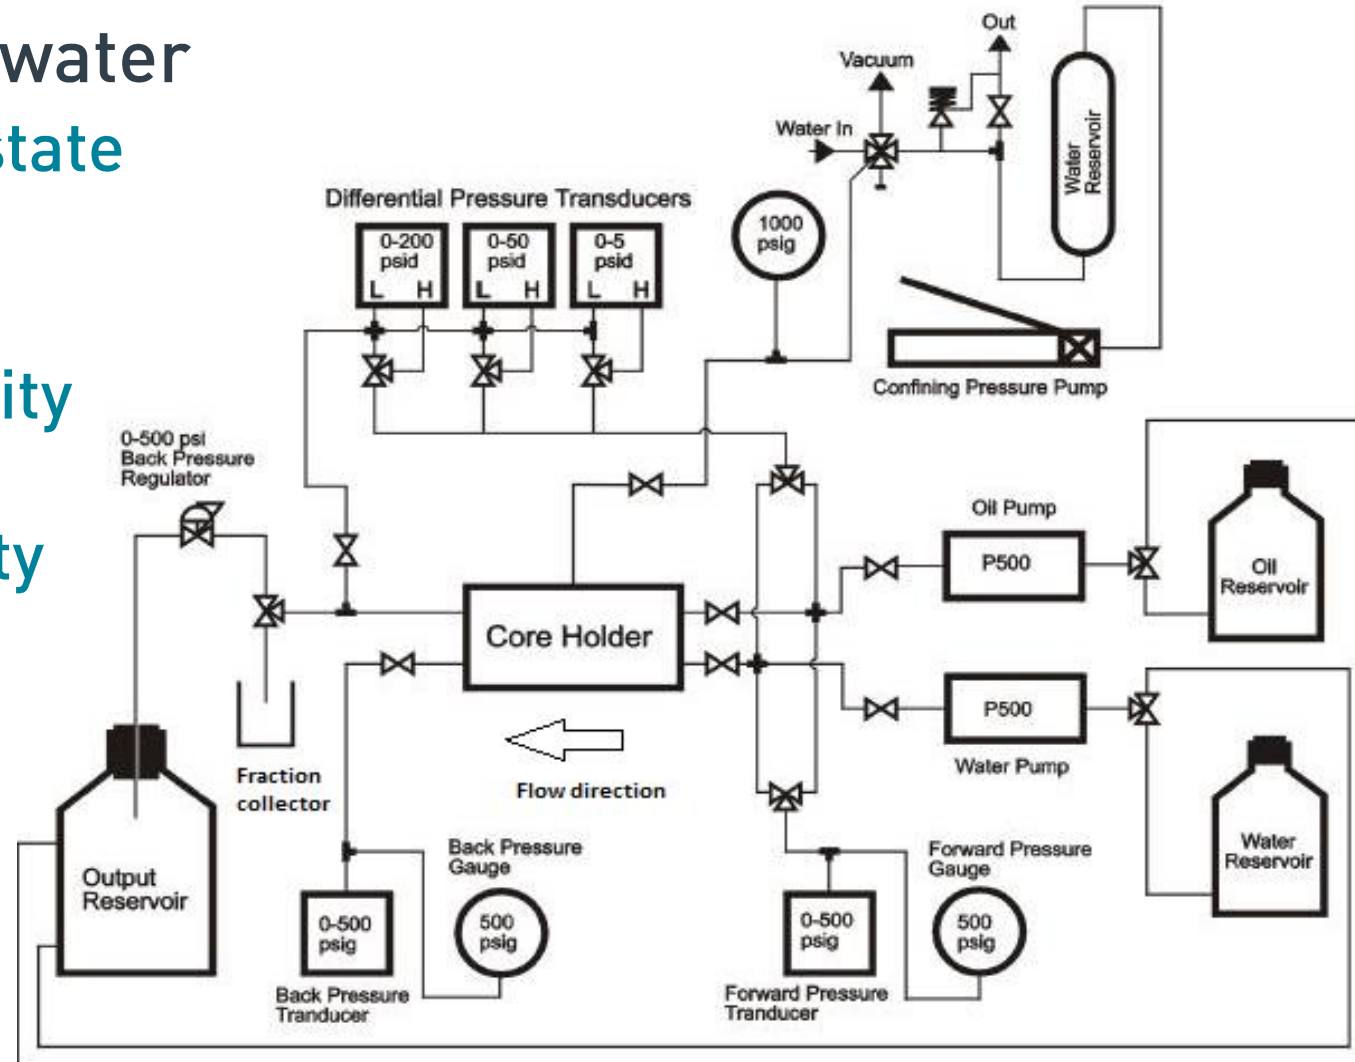 water
state
ity
ty
Out
Vacuum
Water In
Water
Reservoir
Differential Pressure Transducers
0-200
psid
L H
0-50
psid
L H
0-5
psid
L H
1000
psig
Confining Pressure Pump
0-500 psi
Back Pressure
Regulator
Oil Pump
P500
Oil
Reservoir
Core Holder
P500
Water Pump
Water
Reservoir
Fraction
collector
Flow direction
Output
Reservoir
Back Pressure
Gauge
0-500
psig
500
psig
Back Pressure
Tranducer
Forward Pressure
Gauge
0-500
psig
500
psig
Forward Pressure
Tranducer